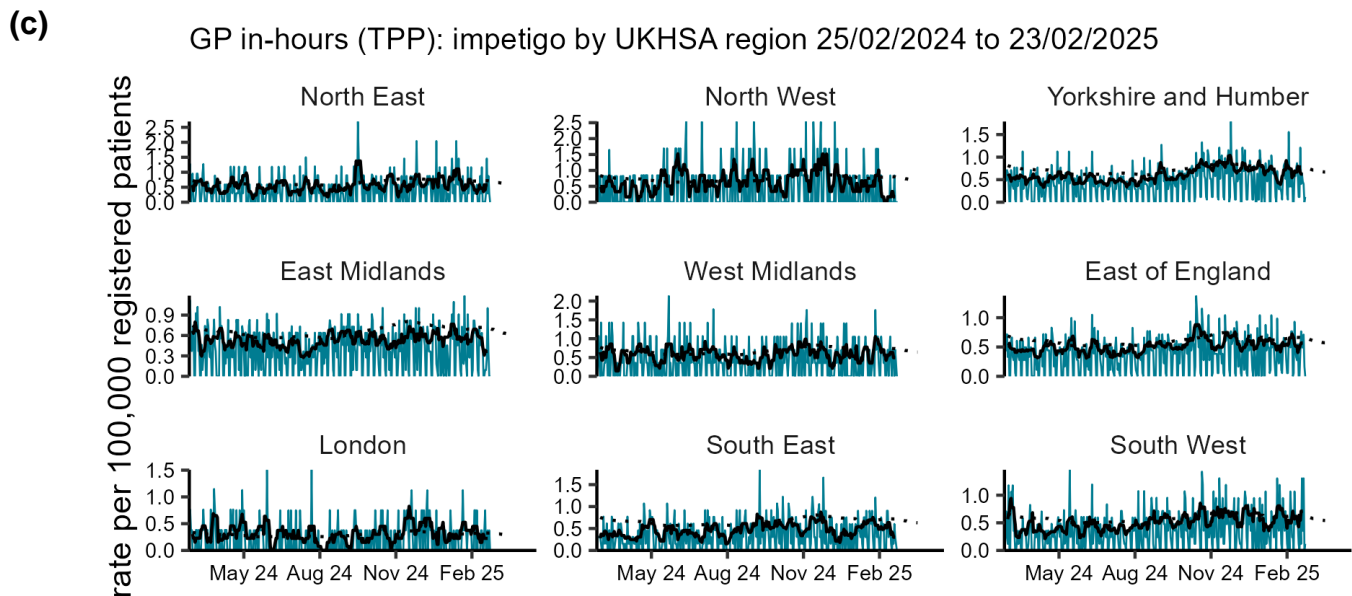 (c)
GP in-hours (TPP): impetigo by UKHSA region 25/02/2024 to 23/02/2025
rate per 100,000 registered patients
North East
2.5
2.0
1.5
1.0
0.5
0.0
North West
2.5
2.0
1.5
1.0
0.5
0.0
Yorkshire and Humber
1.5
1.0
0.5
0.0
East Midlands
0.9
0.6
0.3
0.0
West Midlands
2.0
1.5
1.0
0.5
0.0
East of England
1.0
0.5
0.0
London
1.5
1.0
0.5
0.0
South East
1.5
1.0
0.5
0.0
South West
1.0
0.5
0.0
May 24 Aug 24 Nov 24 Feb 25
May 24 Aug 24 Nov 24 Feb 25
May 24 Aug 24 Nov 24 Feb 25